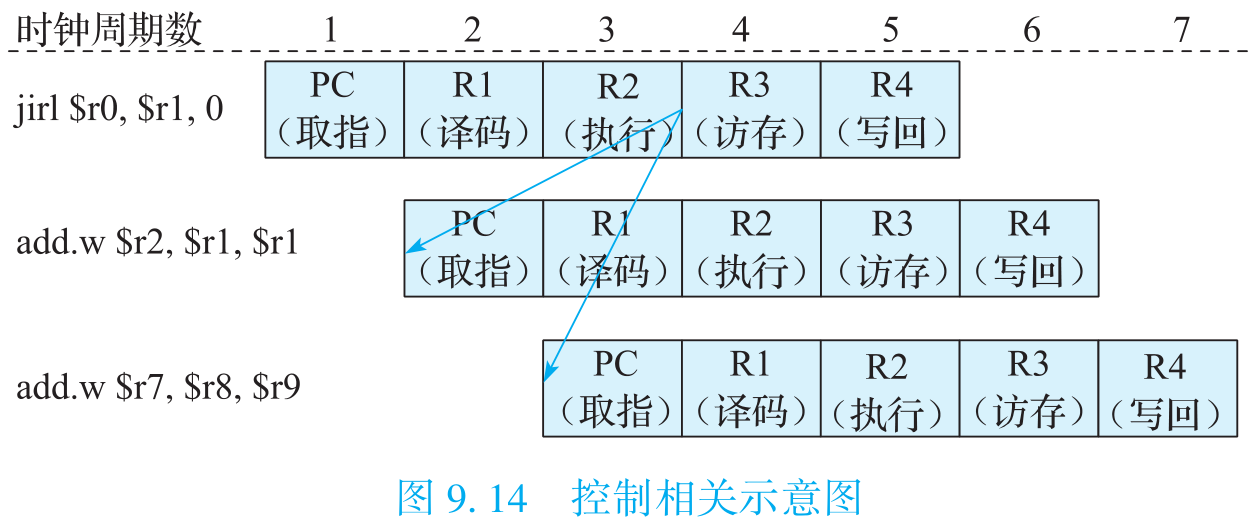 时钟周期数 1 2 3 4 5 6 7
jirl $r0, $r1, 0
PC R1 R2 R3 R4
（取指） （译码） （执行） （访存） （写回）
add.w $r2, $r1, $r1
PC R1 R2 R3 R4
（取指） （译码） （执行） （访存） （写回）
add.w $r7, $r8, $r9
PC R1 R2 R3 R4
（取指） （译码） （执行） （访存） （写回）
图 9.14 控制相关示意图